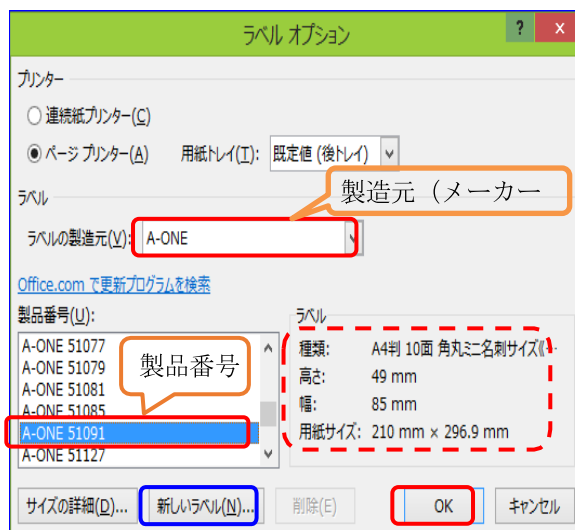 ラベル オプション
? x
プリンター
連続紙プリンター(C)
ページ プリンター(A) 用紙トレイ(T): 既定値 (後トレイ)
製造元（メーカー
ラベル
ラベルの製造元(V): A-ONE
Office.com で更新プログラムを検索
製品番号(U):
A-ONE 51077
A-ONE 51079
A-ONE 51081
A-ONE 51085
A-ONE 51091
A-ONE 51127
製品番号
ラベル
種類: A4判 10面 角丸ミニ名刺サイズ《…
高さ: 49 mm
幅: 85 mm
用紙サイズ: 210 mm × 296.9 mm
サイズの詳細(D)... 新しいラベル(N)... 削除(E) OK キャンセル